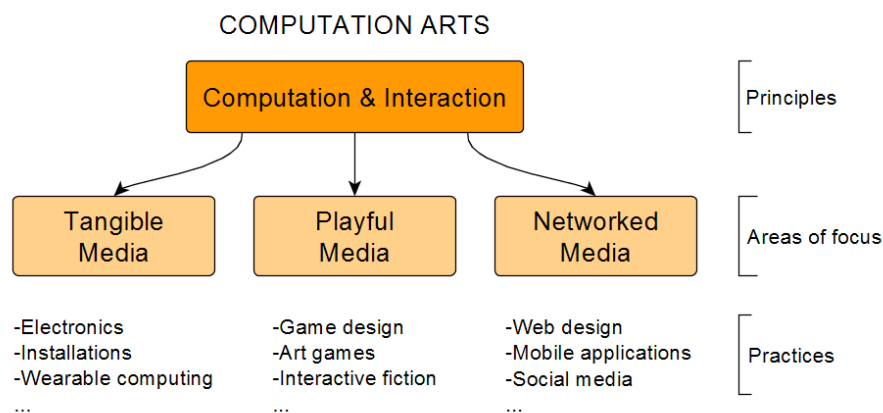 COMPUTATION ARTS
Computation & Interaction
Principles
Tangible
Media
Playful
Media
Networked
Media
Areas of focus
-Electronics
-Installations
-Wearable computing
...
-Game design
-Art games
-Interactive fiction
...
-Web design
-Mobile applications
-Social media
...
Practices